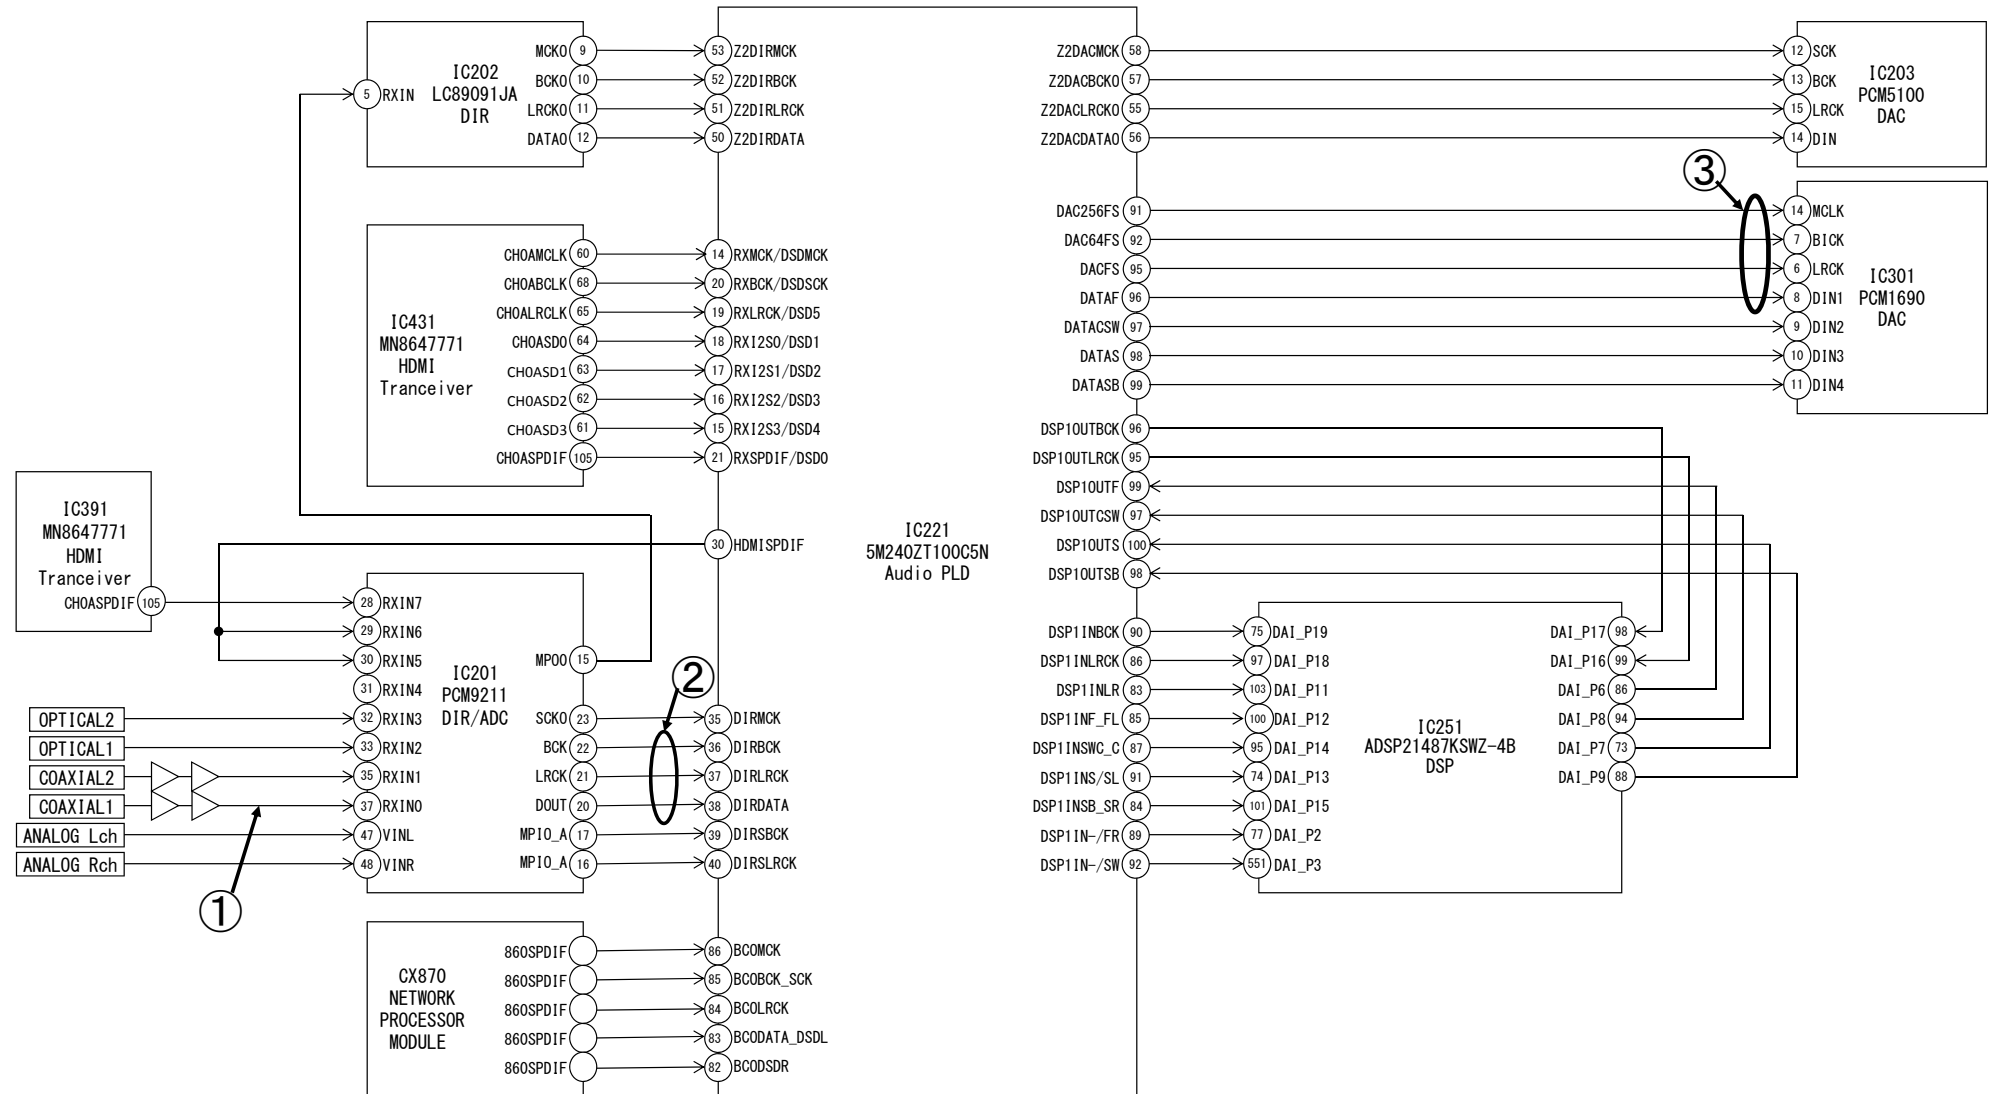 IC202
LC89091JA
DIR
5 RXIN
MCKO 9
BCKO 10
LRCKO 11
DATAO 12
53 Z2DIRMCK
52 Z2DIRBCK
51 Z2DIRLRCK
50 Z2DIRDATA
Z2DACMCK 58
Z2DACBCKO 57
Z2DACLRCKO 55
Z2DACDATAO 56
12 SCK
13 BCK
15 LRCK
14 DIN
IC203
PCM5100
DAC
③
IC431
MN8647771
HDMI
Tranceiver
CHOAMCLK 60
CHOABCLK 68
CHOALRCLK 65
CHOASDO 64
CHOASD1 63
CHOASD2 62
CHOASD3 61
CHOASPDIF 105
14 RXMCK/DSDMCK
20 RXBCK/DSDSCK
19 RXLRCK/DSD5
18 RXI2S0/DSD1
17 RXI2S1/DSD2
16 RXI2S2/DSD3
15 RXI2S3/DSD4
21 RXSPDIF/DSD0
30 HDMISPDIF
DAC256FS 91
DAC64FS 92
DACFS 95
DATAF 96
DATACSW 97
DATAS 98
DATASB 99
14 MCLK
7 BICK
6 LRCK
8 DIN1
9 DIN2
10 DIN3
11 DIN4
IC301
PCM1690
DAC
DSP1OUTBCK 96
DSP1OUTLRCK 95
DSP1OUTF 99
DSP1OUTCSW 97
DSP1OUTS 100
DSP1OUTSB 98
IC221
5M240ZT100C5N
Audio PLD
IC391
MN8647771
HDMI
Tranceiver
CHOASPDIF 105
28 RXIN7
29 RXIN6
30 RXIN5
31 RXIN4
32 RXIN3
33 RXIN2
35 RXIN1
37 RXIN0
47 VINL
48 VINR
IC201
PCM9211
DIR/ADC
MPO0 15
SCKO 23
BCK 22
LRCK 21
DOUT 20
MPIO_A 17
MPIO_A 16
②
35 DIRMCK
36 DIRBCK
37 DIRLRCK
38 DIRDATA
39 DIRSBCK
40 DIRSLRCK
OPTICAL2
OPTICAL1
COAXIAL2
COAXIAL1
ANALOG Lch
ANALOG Rch
①
DSP1INBCK 90
DSP1INLRCK 86
DSP1INLR 83
DSP1INF_FL 85
DSP1INSWC_C 87
DSP1INS/SL 91
DSP1INSB_SR 84
DSP1IN-/FR 89
DSP1IN-/SW 92
75 DAI_P19
97 DAI_P18
103 DAI_P11
100 DAI_P12
95 DAI_P14
74 DAI_P13
101 DAI_P15
77 DAI_P2
551 DAI_P3
IC251
ADSP21487KSWZ-4B
DSP
DAI_P17 98
DAI_P16 99
DAI_P6 86
DAI_P8 94
DAI_P7 73
DAI_P9 88
CX870
NETWORK
PROCESSOR
MODULE
860SPDIF
860SPDIF
860SPDIF
860SPDIF
860SPDIF
86 BCOMCK
85 BCOBCK_SCK
84 BCOLRCK
83 BCODATA_DSDL
82 BCODSDR